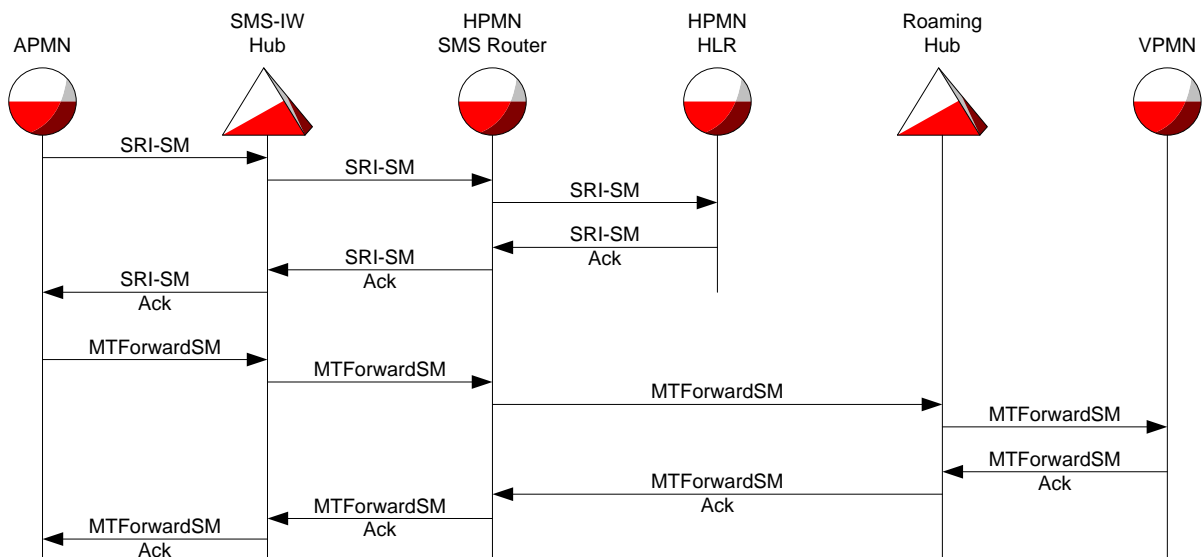 APMN
SMS-IW
Hub
HPMN
SMS Router
HPMN
HLR
Roaming
Hub
VPMN
SRI-SM
SRI-SM
SRI-SM
SRI-SM
Ack
SRI-SM
Ack
SRI-SM
Ack
MTForwardSM
MTForwardSM
MTForwardSM
MTForwardSM
MTForwardSM
Ack
MTForwardSM
Ack
MTForwardSM
Ack
MTForwardSM
Ack